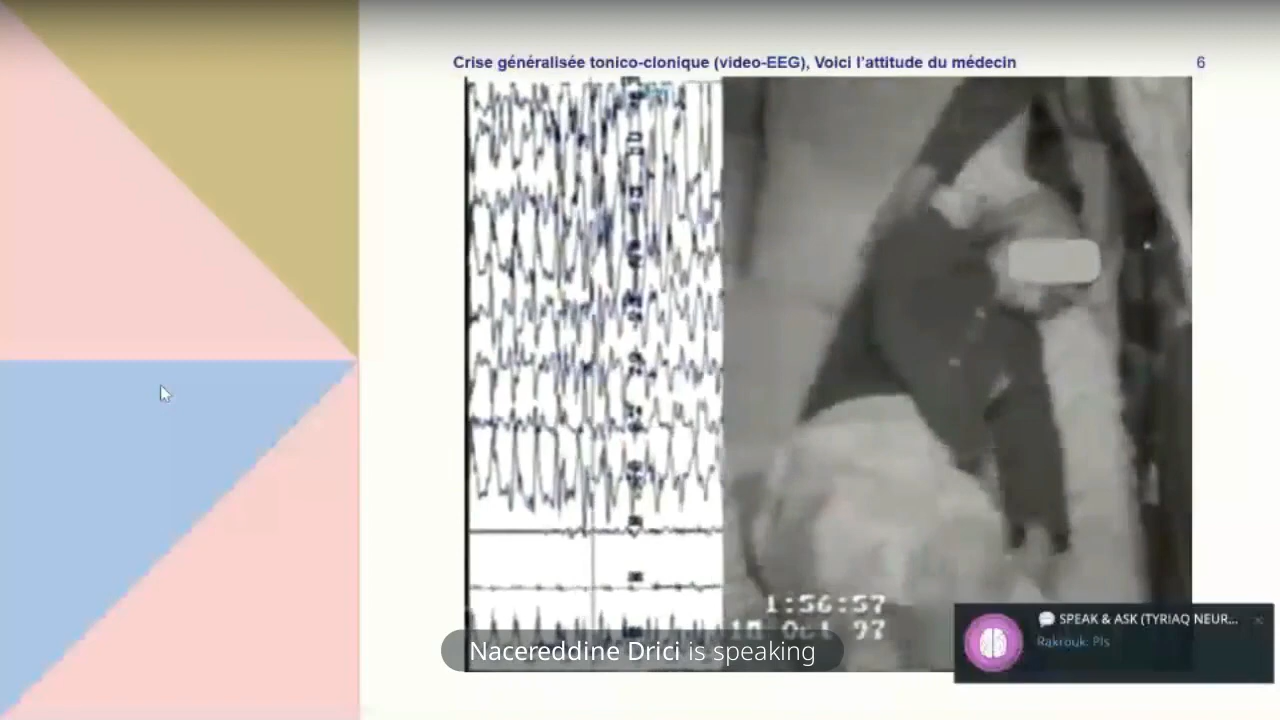 Crise généralisée tonico-clonique (video-EEG), Voici l'attitude du médecin
6
1:56:57
Oct 97
Nacereddine Drici is speaking
SPEAK & ASK (TYRIAQ NEUR...
Rakrouk: Pls